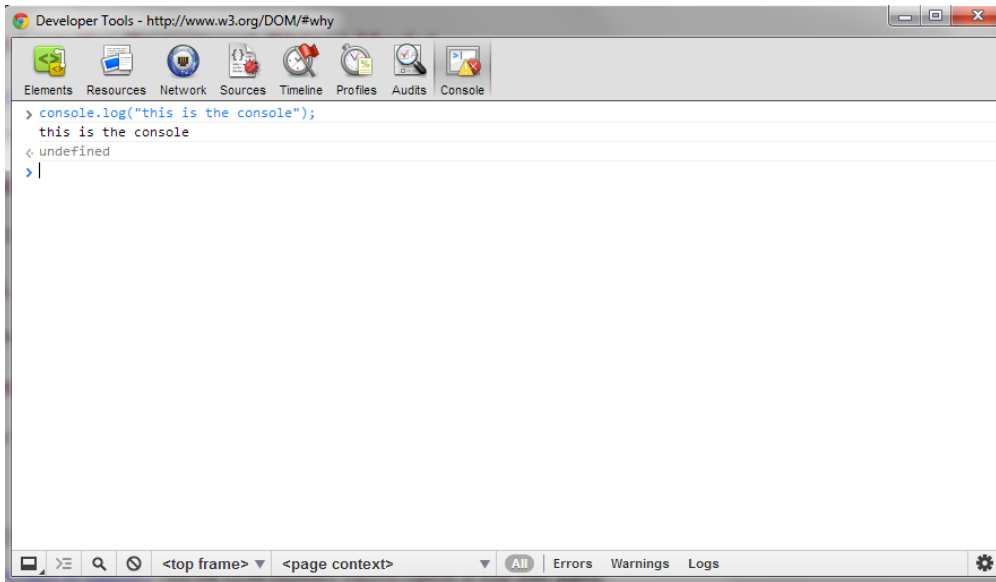 Developer Tools - http://www.w3.org/DOM/#why
Elements Resources Network Sources Timeline Profiles Audits Console
> console.log("this is the console");
this is the console
<· undefined
>
<top frame> ▼ <page context> ▼ All Errors Warnings Logs